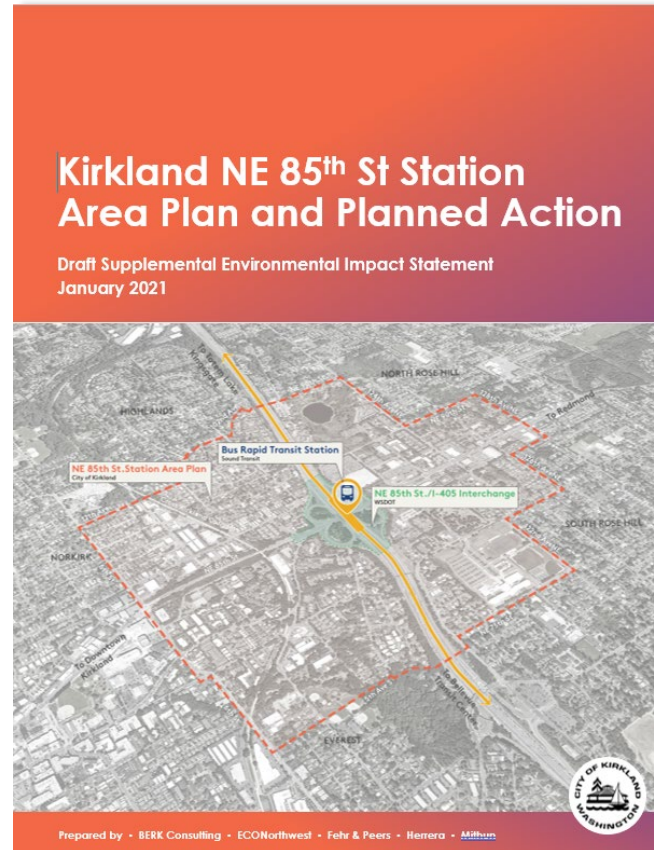 Kirkland NE 85th St Station
Area Plan and Planned Action
Draft Supplemental Environmental Impact Statement
January 2021
NORTH ROSE HILL
To Redmond
HIGHLANDS
Bus Rapid Transit Station
Sound Transit
NE 85th St. Station Area Plan
City of Kirkland
NE 85th St./I-405 Interchange
WSDOT
SOUTH ROSE HILL
NORKIRK
To Downtown
Kirkland
EVEREST
CITY OF KIRKLAND
WASHINGTON
Prepared by • BERK Consulting • ECONorthwest • Fehr & Peers • Herrera • Mithun